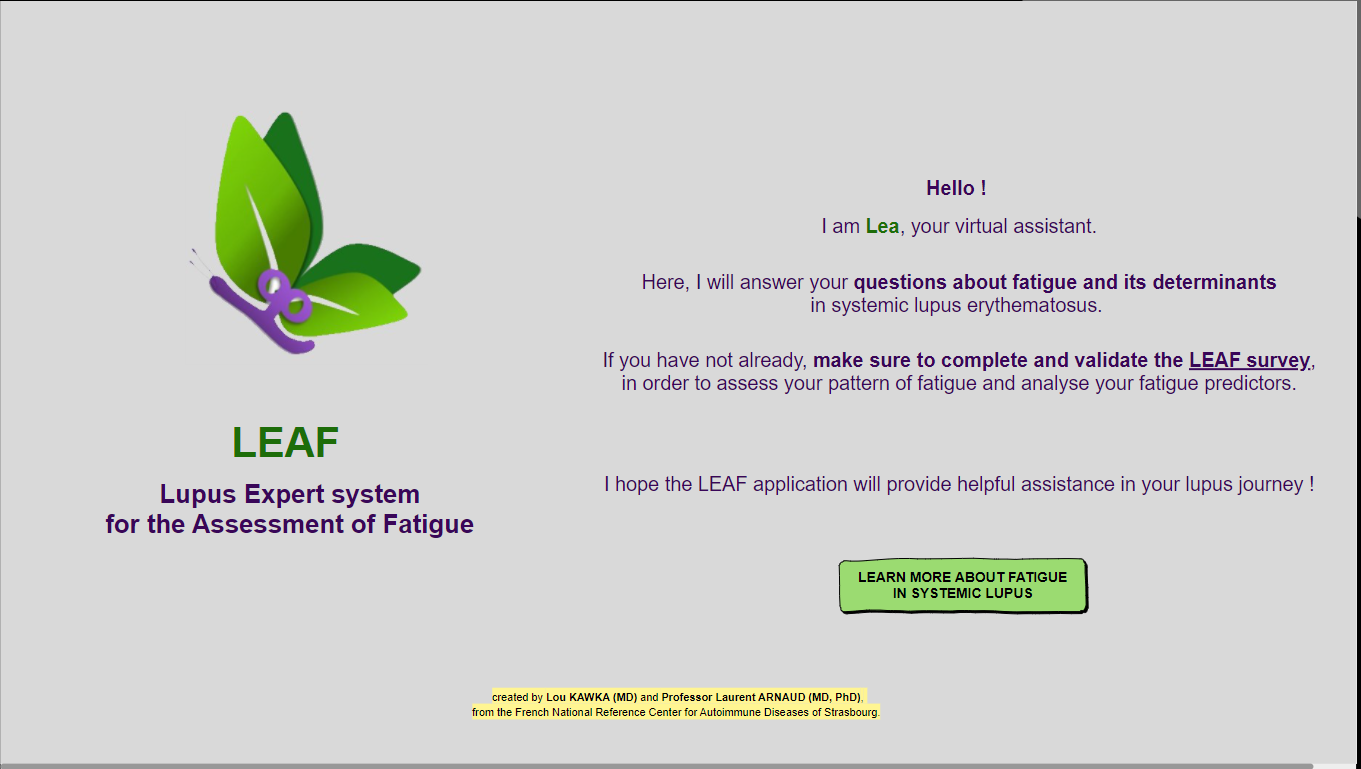 LEAF
Lupus Expert system
for the Assessment of Fatigue
Hello !
I am Lea, your virtual assistant.
Here, I will answer your questions about fatigue and its determinants
in systemic lupus erythematosus.
If you have not already, make sure to complete and validate the LEAF survey,
in order to assess your pattern of fatigue and analyse your fatigue predictors.
I hope the LEAF application will provide helpful assistance in your lupus journey !
LEARN MORE ABOUT FATIGUE
IN SYSTEMIC LUPUS
created by Lou KAWKA (MD) and Professor Laurent ARNAUD (MD, PhD),
from the French National Reference Center for Autoimmune Diseases of Strasbourg.